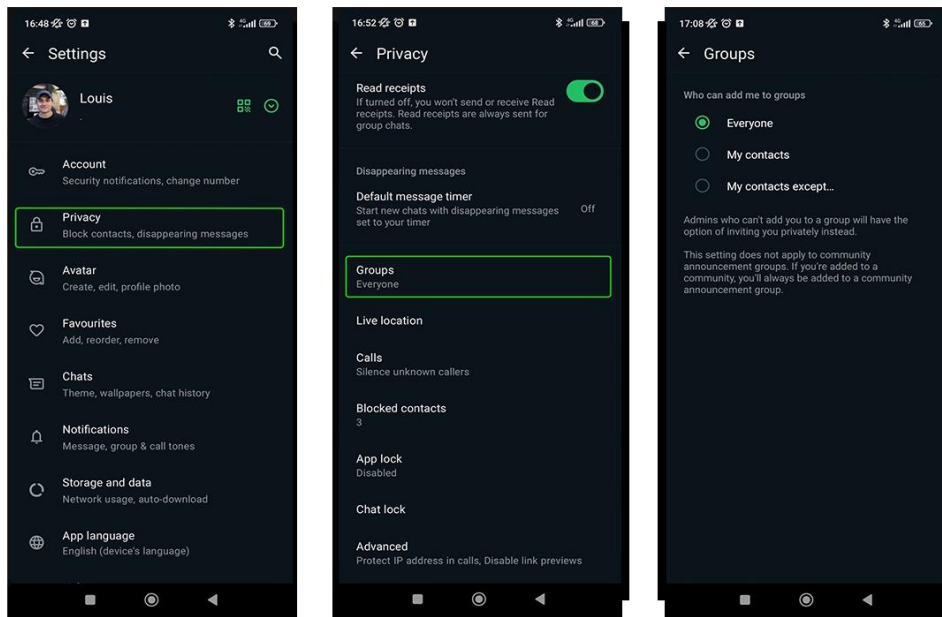 16:48
4G
69
Settings
Louis
Account
Security notifications, change number
Privacy
Block contacts, disappearing messages
Avatar
Create, edit, profile photo
Favourites
Add, reorder, remove
Chats
Theme, wallpapers, chat history
Notifications
Message, group & call tones
Storage and data
Network usage, auto-download
App language
English (device's language)
16:52
4G
68
Privacy
Read receipts
If turned off, you won't send or receive Read
receipts. Read receipts are always sent for
group chats.
Disappearing messages
Default message timer
Start new chats with disappearing messages
set to your timer
Off
Groups
Everyone
Live location
Calls
Silence unknown callers
Blocked contacts
3
App lock
Disabled
Chat lock
Advanced
Protect IP address in calls, Disable link previews
17:08
4G
Groups
Who can add me to groups
Everyone
My contacts
My contacts except...
Admins who can't add you to a group will have the
option of inviting you privately instead.
This setting does not apply to community
announcement groups. If you're added to a
community, you'll always be added to a community
announcement group.